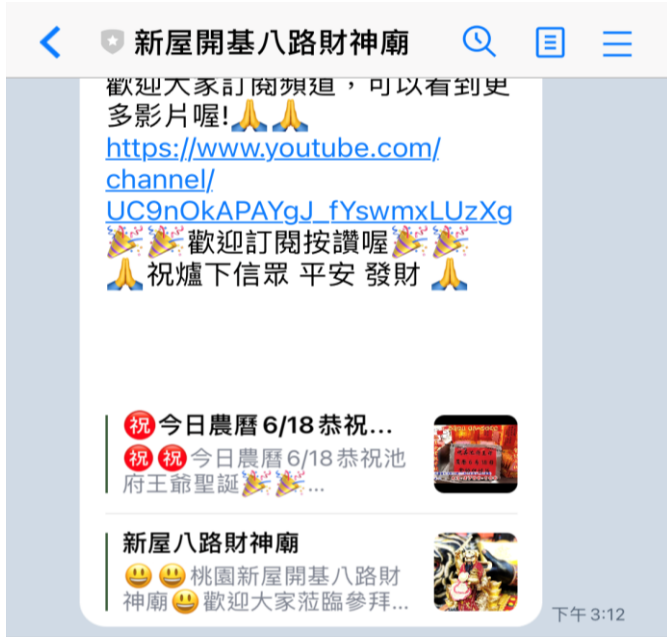 新屋開基八路財神廟
歡迎大家訂閱頻道，可以看到更
多影片喔!🙏🙏
https://www.youtube.com/
channel/
UC9nOkAPAYgJ_fYswmxLUzXg
🎉🎉歡迎訂閱按讚喔🎉🎉
🙏祝爐下信眾 平安 發財 🙏
㊗️今日農曆6/18恭祝...
㊗️㊗️今日農曆6/18恭祝池
府王爺聖誕🎉🎉...
新屋八路財神廟
😃😃桃園新屋開基八路財
神廟😃歡迎大家蒞臨參拜...
下午 3:12